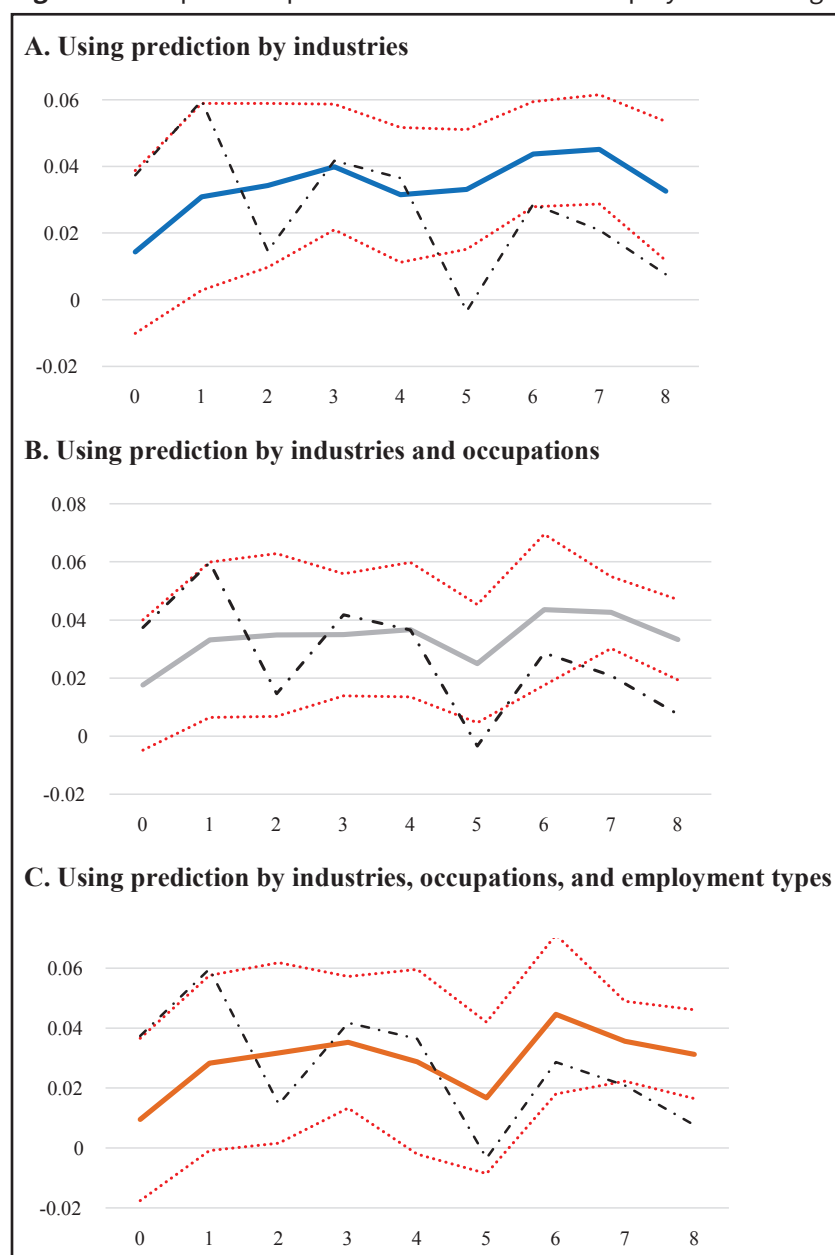 A. Using prediction by industries
0.06
0.04
0.02
0
-0.02
0 1 2 3 4 5 6 7 8
B. Using prediction by industries and occupations
0.08
0.06
0.04
0.02
0
-0.02
0 1 2 3 4 5 6 7 8
C. Using prediction by industries, occupations, and employment types
0.06
0.04
0.02
0
-0.02
0 1 2 3 4 5 6 7 8